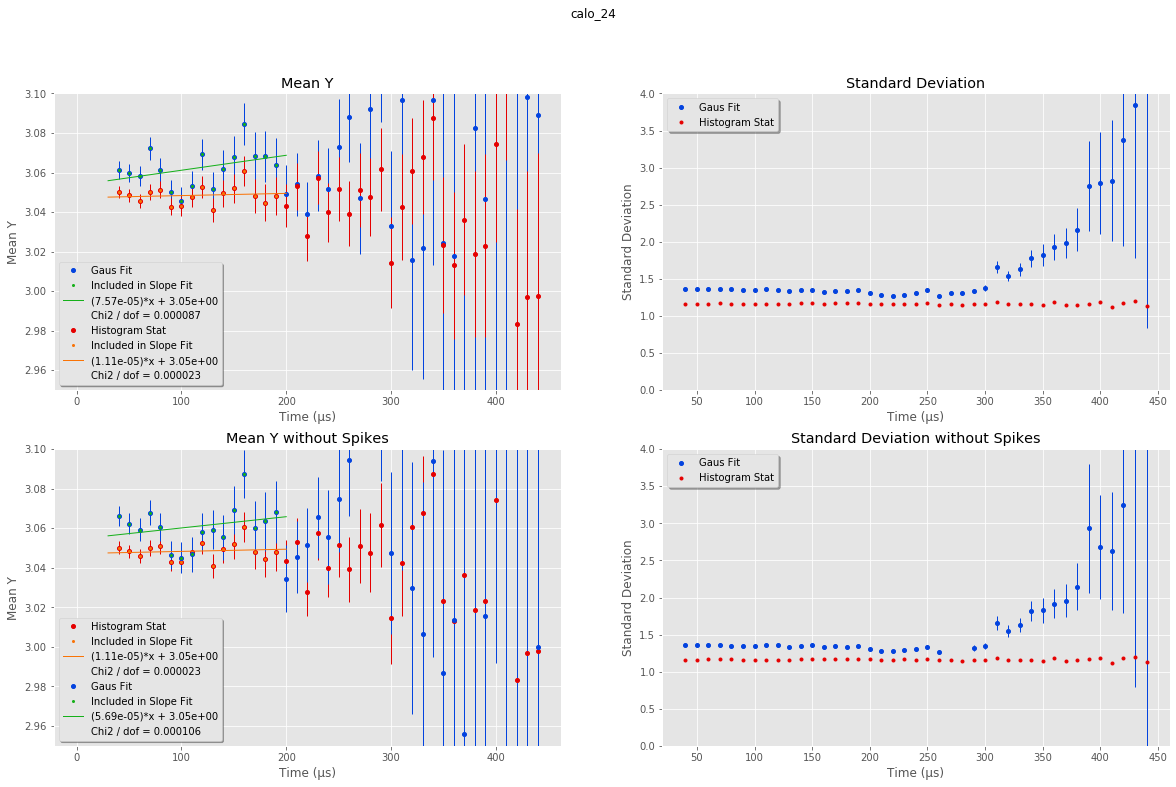 calo_24
Mean Y
3.10
3.08
3.06
3.04
3.02
3.00
2.98
2.96
Mean Y
Gaus Fit
Included in Slope Fit
(7.57e-05)*x + 3.05e+00
Chi2 / dof = 0.000087
Histogram Stat
Included in Slope Fit
(1.11e-05)*x + 3.05e+00
Chi2 / dof = 0.000023
0 100 200 300 400
Time (µs)
Standard Deviation
4.0
3.5
3.0
2.5
2.0
1.5
1.0
0.5
0.0
Standard Deviation
Gaus Fit
Histogram Stat
50 100 150 200 250 300 350 400 450
Time (µs)
Mean Y without Spikes
3.10
3.08
3.06
3.04
3.02
3.00
2.98
2.96
Mean Y
Histogram Stat
Included in Slope Fit
(1.11e-05)*x + 3.05e+00
Chi2 / dof = 0.000023
Gaus Fit
Included in Slope Fit
(5.69e-05)*x + 3.05e+00
Chi2 / dof = 0.000106
0 100 200 300 400
Time (µs)
Standard Deviation without Spikes
4.0
3.5
3.0
2.5
2.0
1.5
1.0
0.5
0.0
Standard Deviation
Gaus Fit
Histogram Stat
50 100 150 200 250 300 350 400 450
Time (µs)